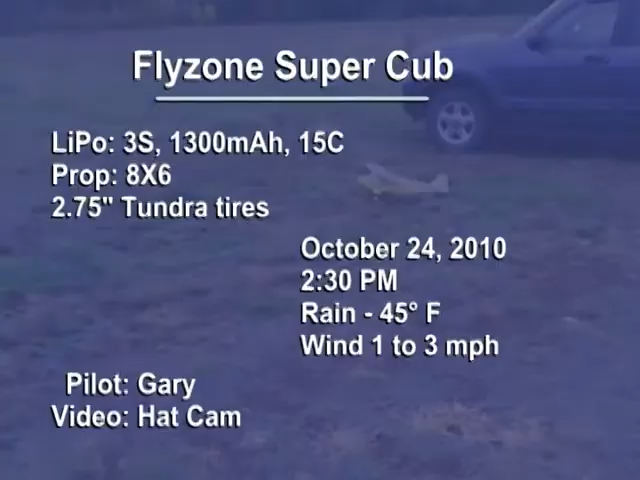 Flyzone Super Cub
LiPo: 3S, 1300mAh, 15C
Prop: 8X6
2.75" Tundra tires
October 24, 2010
2:30 PM
Rain - 45° F
Wind 1 to 3 mph
Pilot: Gary
Video: Hat Cam